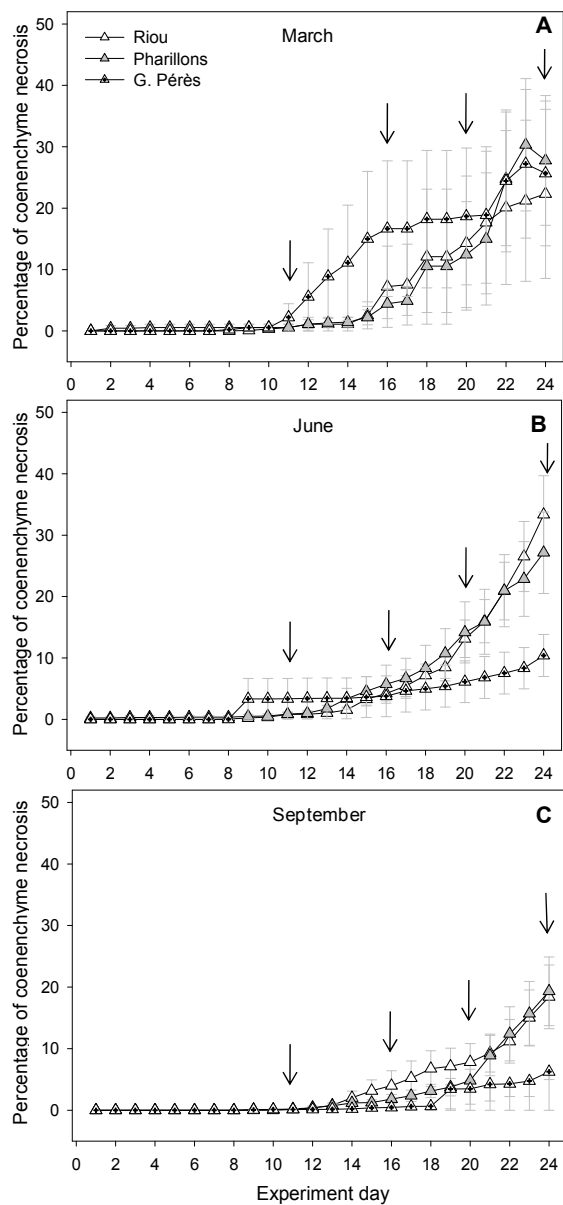 A
March
Riou
Pharillons
G. Pérès
Percentage of coenenchyme necrosis
50
40
30
20
10
0
0 2 4 6 8 10 12 14 16 18 20 22 24
B
June
Percentage of coenenchyme necrosis
50
40
30
20
10
0
0 2 4 6 8 10 12 14 16 18 20 22 24
C
September
Percentage of coenenchyme necrosis
50
40
30
20
10
0
0 2 4 6 8 10 12 14 16 18 20 22 24
Experiment day